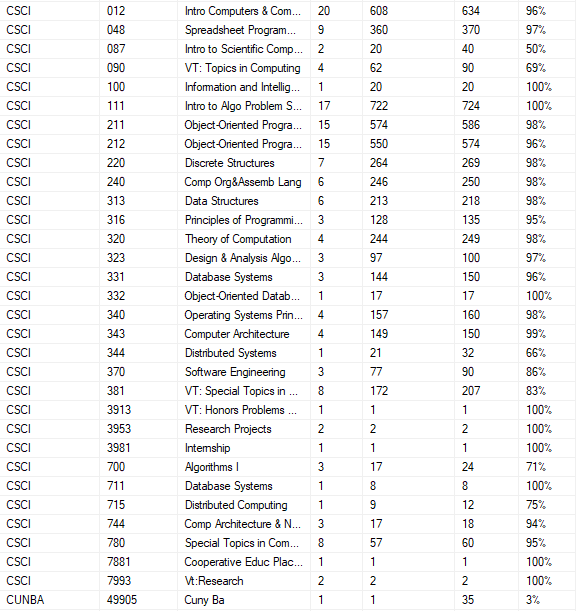 CSCI 012 Intro Computers & Com... 20 608 634 96%
CSCI 048 Spreadsheet Program... 9 360 370 97%
CSCI 087 Intro to Scientific Comp... 2 20 40 50%
CSCI 090 VT: Topics in Computing 4 62 90 69%
CSCI 100 Information and Intellig... 1 20 20 100%
CSCI 111 Intro to Algo Problem S... 17 722 724 100%
CSCI 211 Object-Oriented Progra... 15 574 586 98%
CSCI 212 Object-Oriented Progra... 15 550 574 96%
CSCI 220 Discrete Structures 7 264 269 98%
CSCI 240 Comp Org&Assemb Lang 6 246 250 98%
CSCI 313 Data Structures 6 213 218 98%
CSCI 316 Principles of Programmi... 3 128 135 95%
CSCI 320 Theory of Computation 4 244 249 98%
CSCI 323 Design & Analysis Algo... 3 97 100 97%
CSCI 331 Database Systems 3 144 150 96%
CSCI 332 Object-Oriented Datab... 1 17 17 100%
CSCI 340 Operating Systems Prin... 4 157 160 98%
CSCI 343 Computer Architecture 4 149 150 99%
CSCI 344 Distributed Systems 1 21 32 66%
CSCI 370 Software Engineering 3 77 90 86%
CSCI 381 VT: Special Topics in ... 8 172 207 83%
CSCI 3913 VT: Honors Problems ... 1 1 1 100%
CSCI 3953 Research Projects 2 2 2 100%
CSCI 3981 Internship 1 1 1 100%
CSCI 700 Algorithms I 3 17 24 71%
CSCI 711 Database Systems 1 8 8 100%
CSCI 715 Distributed Computing 1 9 12 75%
CSCI 744 Comp Architecture & N... 3 17 18 94%
CSCI 780 Special Topics in Com... 8 57 60 95%
CSCI 7881 Cooperative Educ Plac... 1 1 1 100%
CSCI 7993 Vt:Research 2 2 2 100%
CUNBA 49905 Cuny Ba 1 1 35 3%